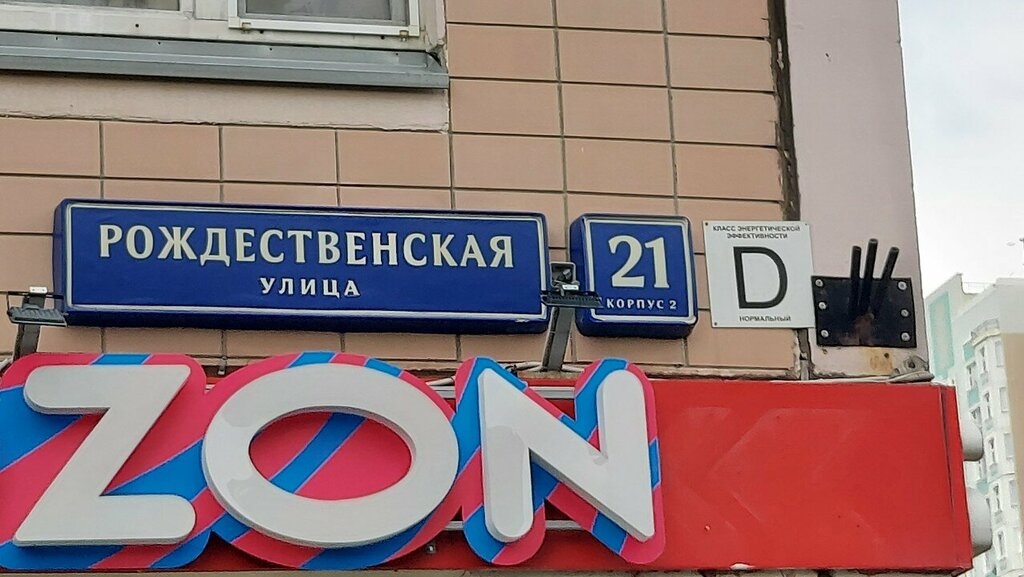 РОЖДЕСТВЕНСКАЯ
УЛИЦА
21
КОРПУС 2
КЛАСС ЭНЕРГЕТИЧЕСКОЙ
ЭФФЕКТИВНОСТИ
D
НОРМАЛЬНЫЙ
ZON